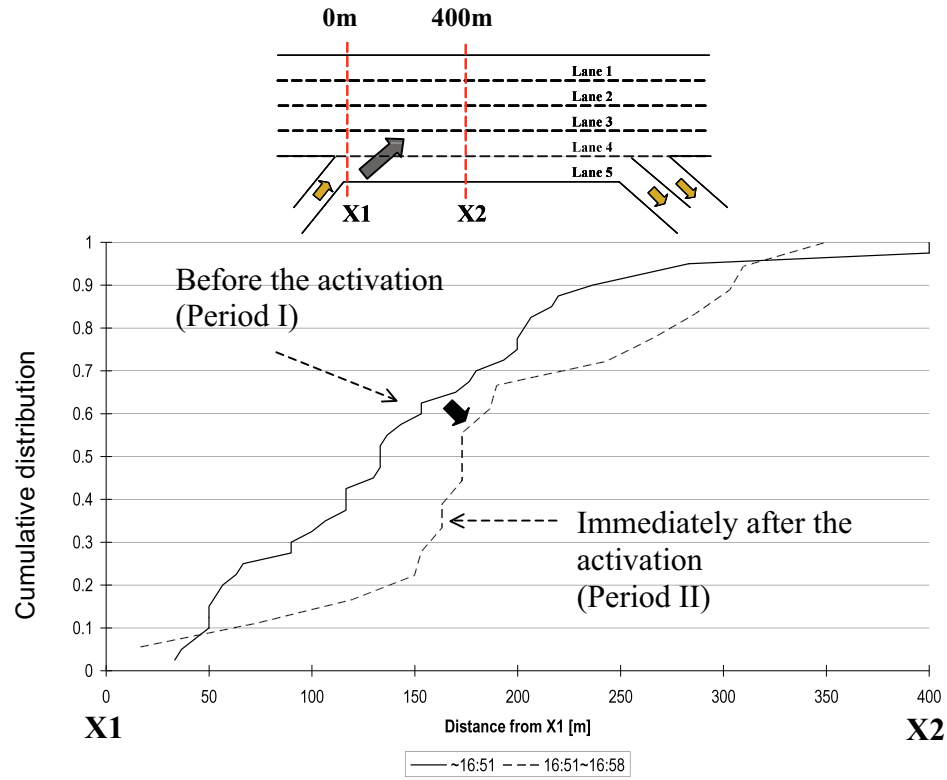 0m 400m
Lane 1
Lane 2
Lane 3
Lane 4
Lane 5
X1 X2
Before the activation
(Period I)
Immediately after the
activation
(Period II)
Cumulative distribution
1
0.9
0.8
0.7
0.6
0.5
0.4
0.3
0.2
0.1
0
0 50 100 150 200 250 300 350 400
X1 Distance from X1 [m] X2
~16:51 16:51~16:58